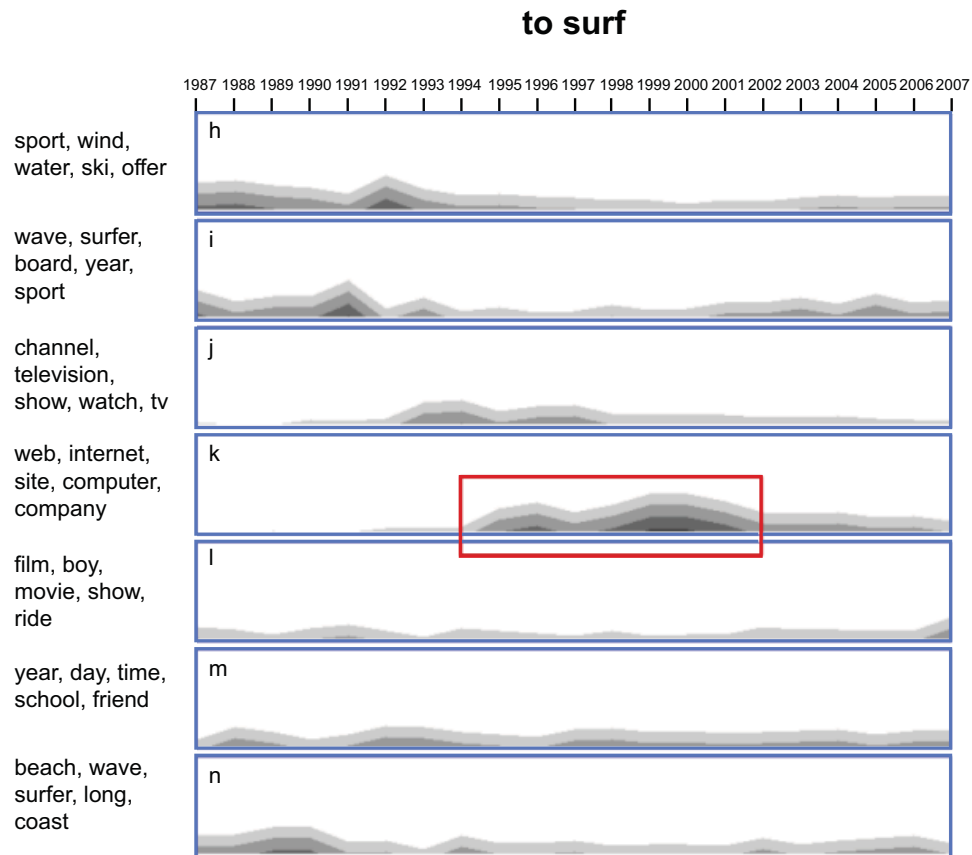 to surf
1987 1988 1989 1990 1991 1992 1993 1994 1995 1996 1997 1998 1999 2000 2001 2002 2003 2004 2005 2006 2007
sport, wind,
water, ski, offer
h
wave, surfer,
board, year,
sport
i
channel,
television,
show, watch, tv
j
web, internet,
site, computer,
company
k
film, boy,
movie, show,
ride
l
year, day, time,
school, friend
m
beach, wave,
surfer, long,
coast
n